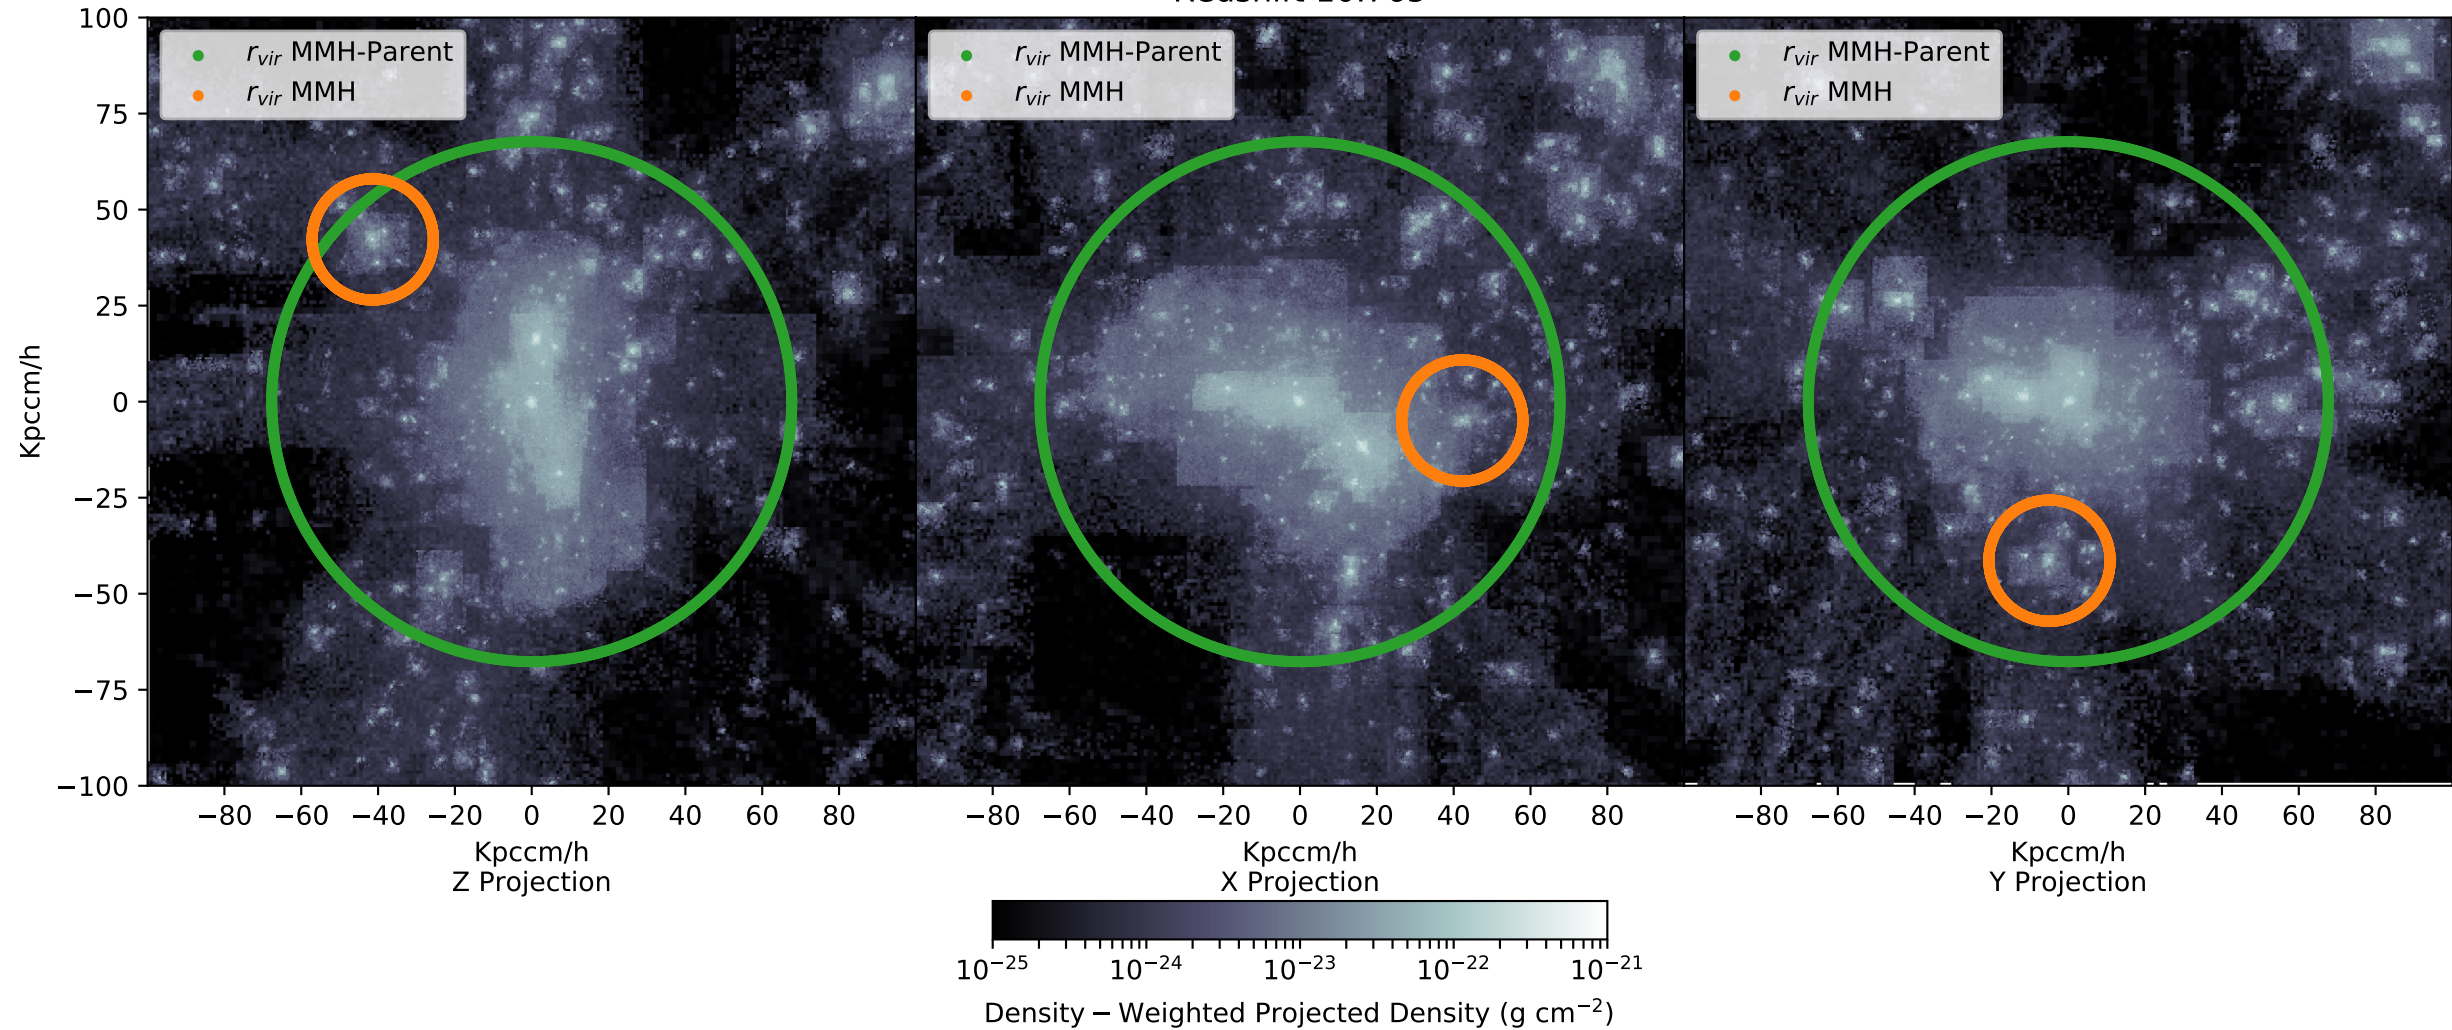 r_vir MMH-Parent
r_vir MMH
r_vir MMH-Parent
r_vir MMH
r_vir MMH-Parent
r_vir MMH
100
75
50
25
0
−25
−50
−75
−100
Kpccm/h
−80 −60 −40 −20 0 20 40 60 80
−80 −60 −40 −20 0 20 40 60 80
−80 −60 −40 −20 0 20 40 60 80
Kpccm/h
Z Projection
Kpccm/h
X Projection
Kpccm/h
Y Projection
10⁻²⁵ 10⁻²⁴ 10⁻²³ 10⁻²² 10⁻²¹
Density − Weighted Projected Density (g cm⁻²)